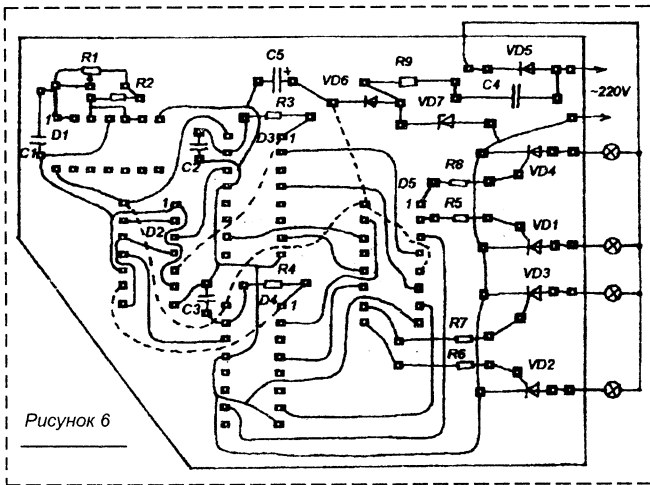 R1
R2
D1
1
C1
C5
+
R3
D3
1
C2
VD6
R9
VD7
VD5
C4
~220V
D5
1
R8
VD4
R5
VD1
VD3
R7
R6
VD2
1
D2
C3
R4
D4
1
Рисунок 6